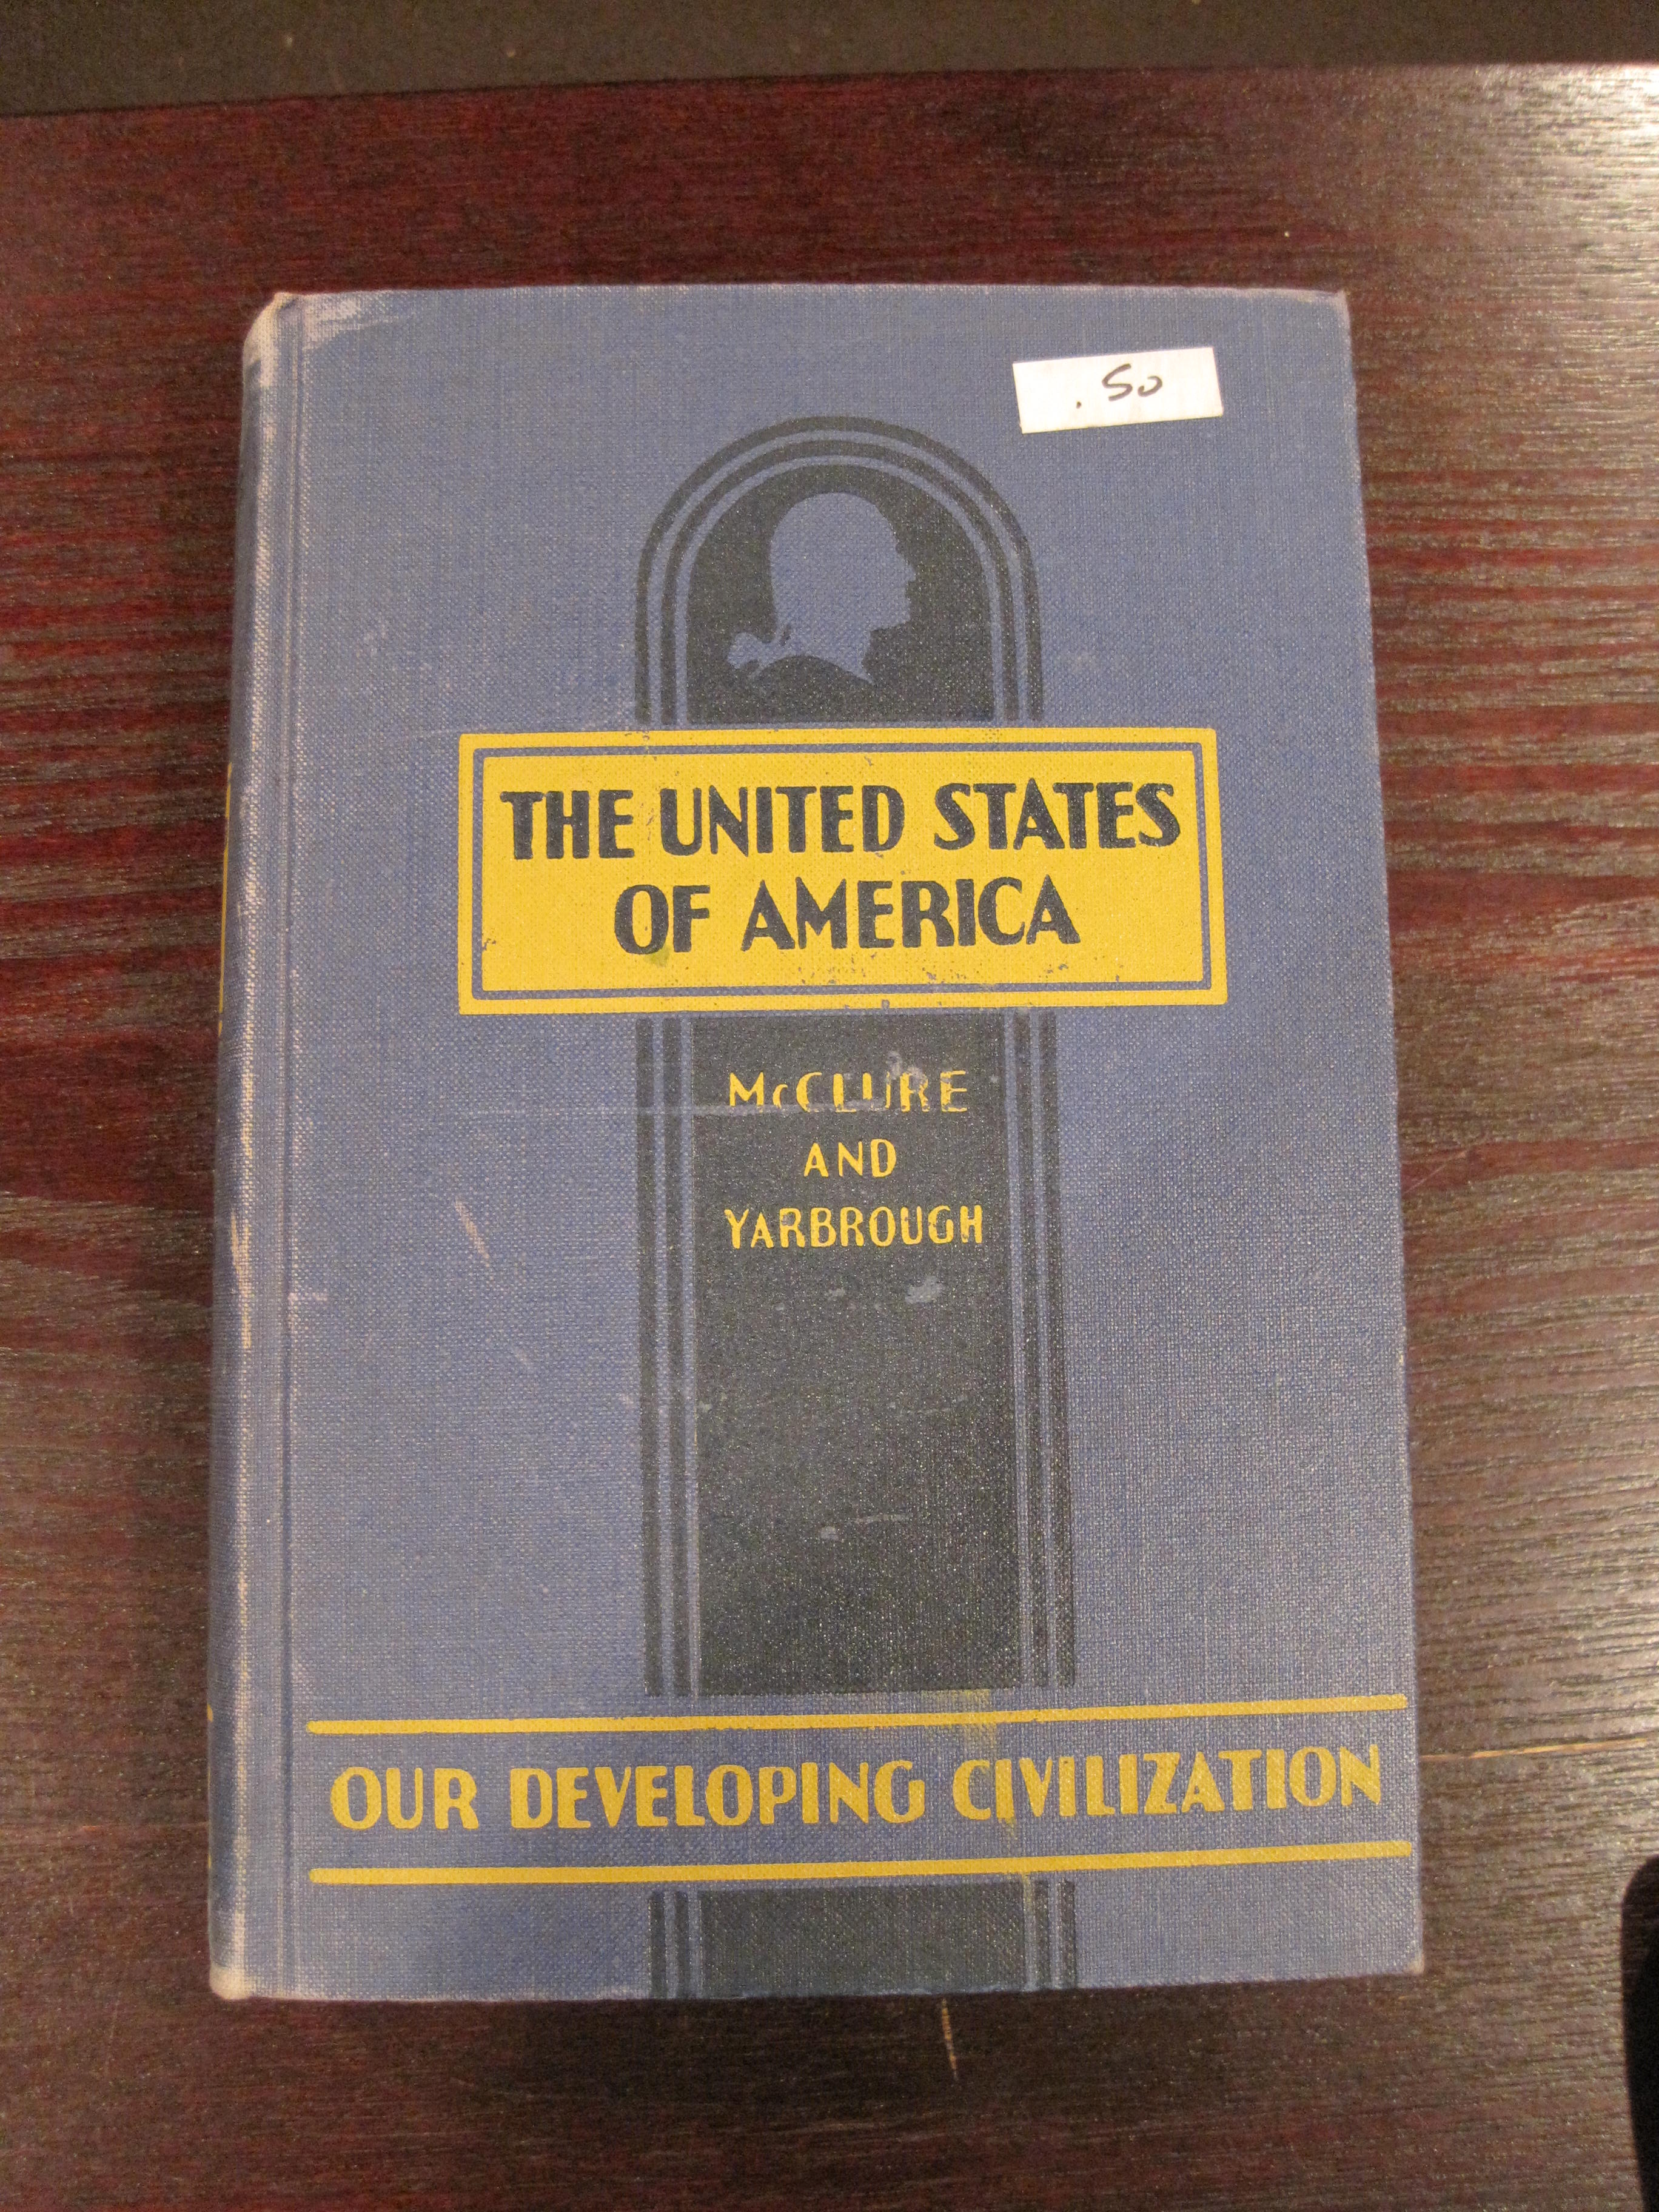 .50
THE UNITED STATES
OF AMERICA
McCLURE
AND
YARBROUGH
OUR DEVELOPING CIVILIZATION